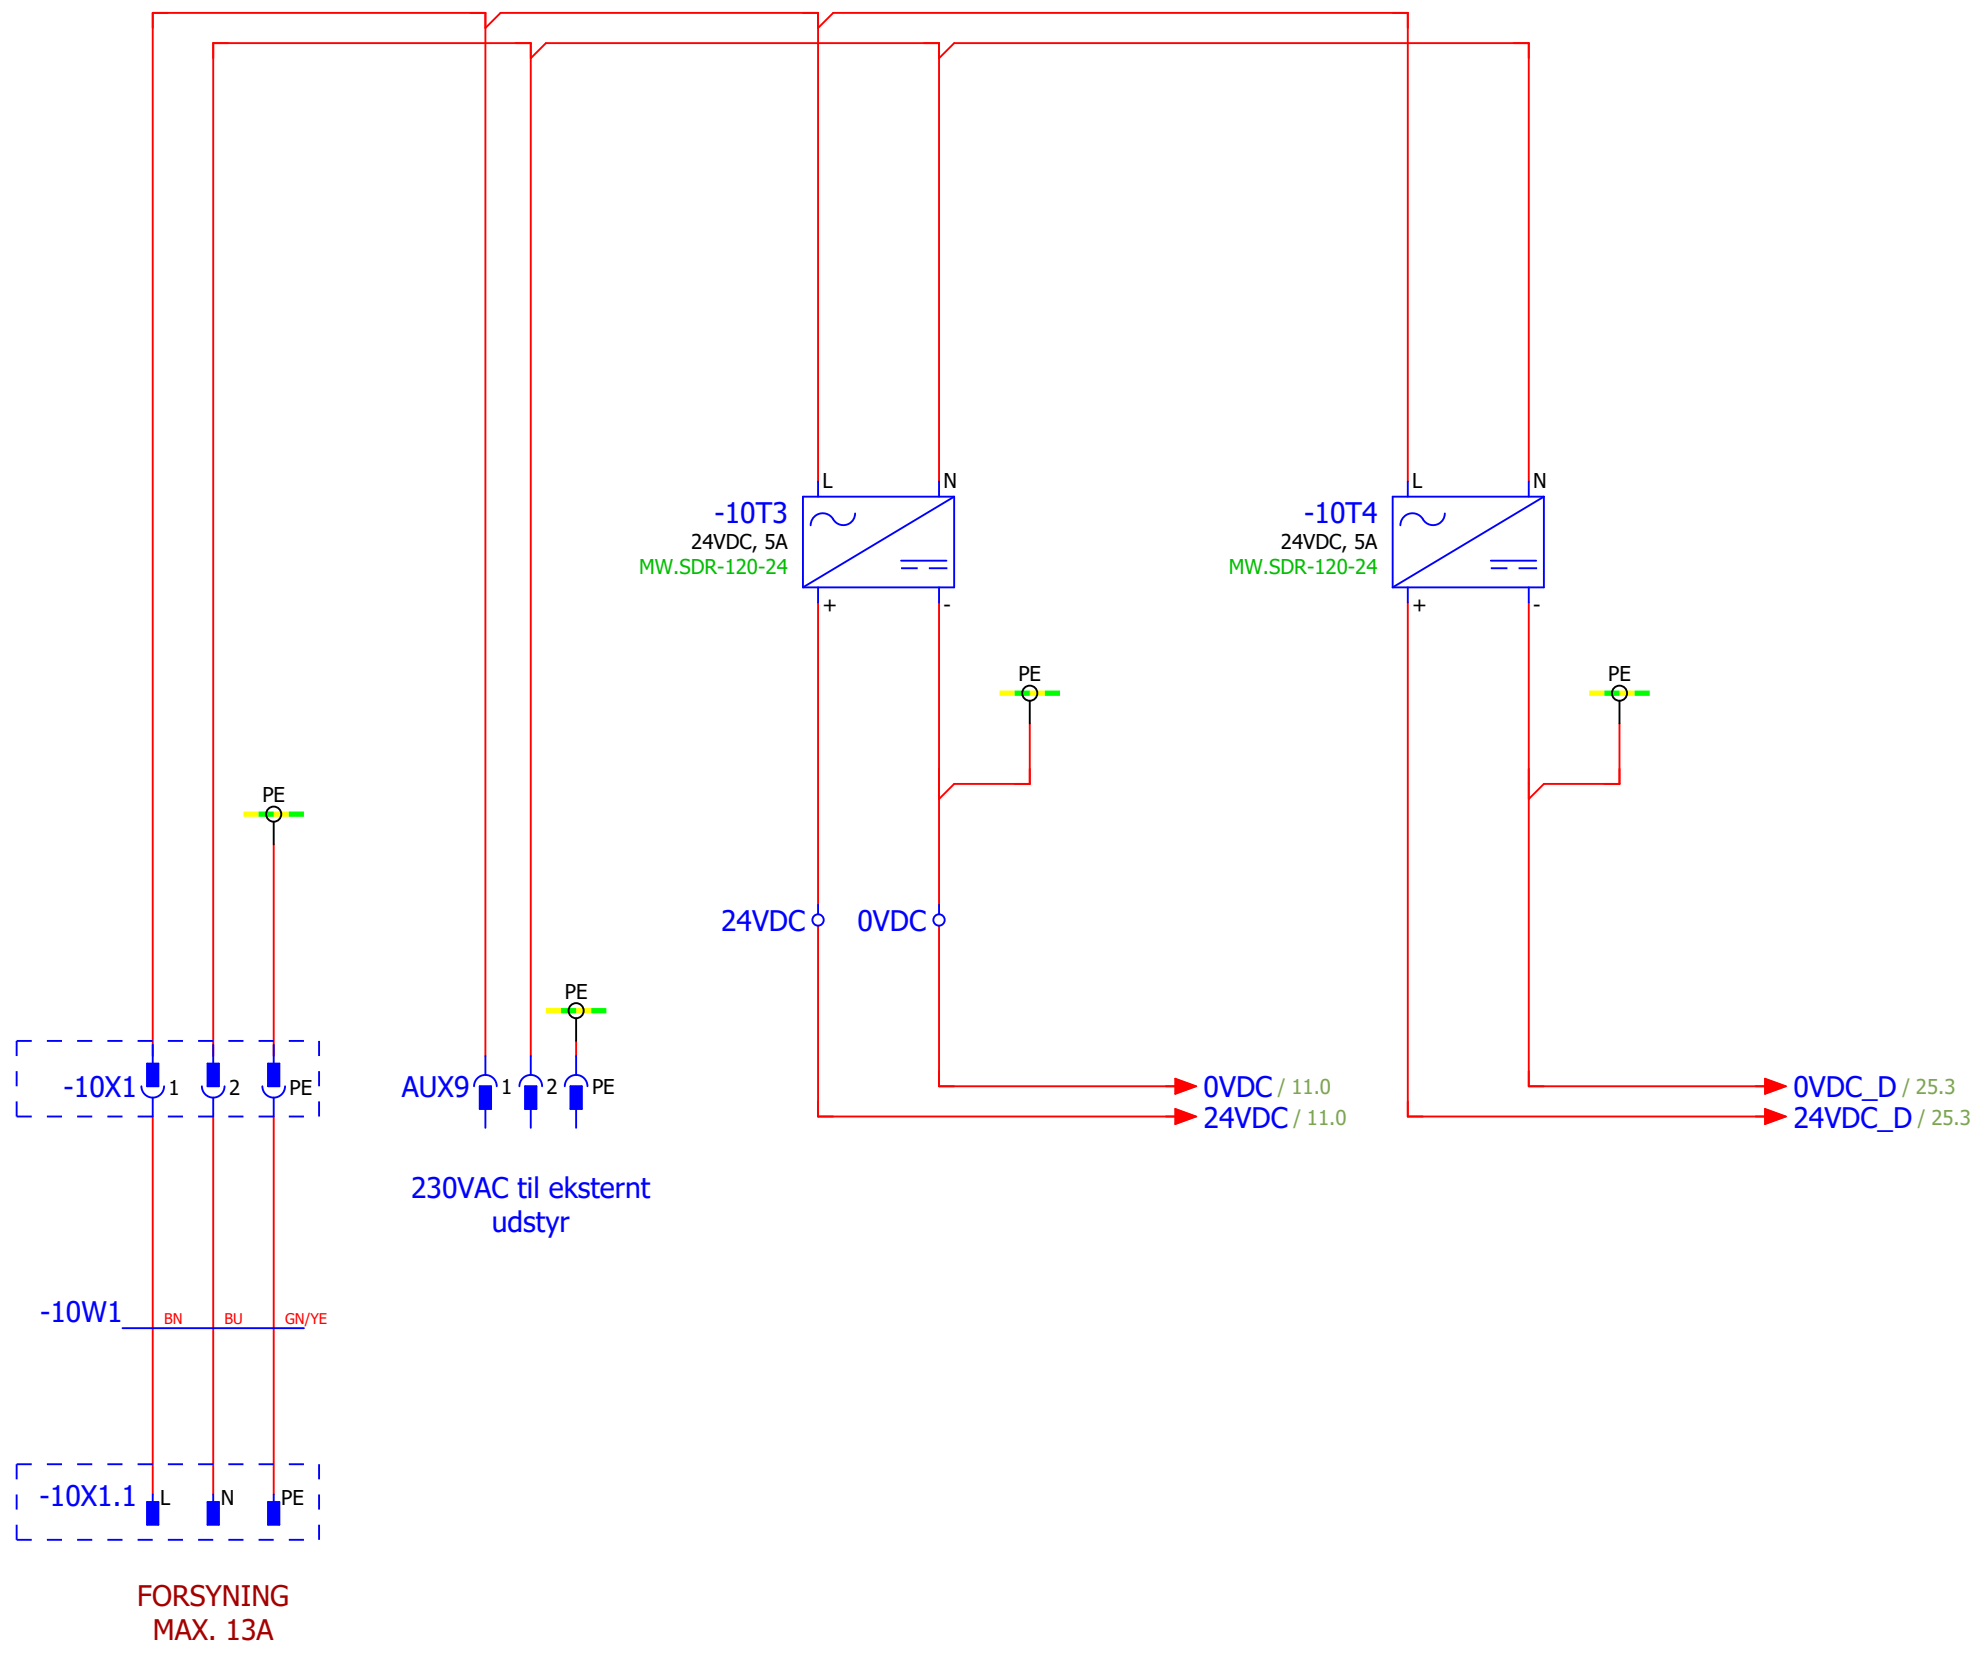 L
N
-10T3
24VDC, 5A
MW.SDR-120-24
+
-
L
N
-10T4
24VDC, 5A
MW.SDR-120-24
+
-
PE
PE
PE
24VDC
0VDC
PE
-10X1
1
2
PE
AUX9
1
2
PE
0VDC / 11.0
24VDC / 11.0
0VDC_D / 25.3
24VDC_D / 25.3
230VAC til eksternt
udstyr
-10W1
BN
BU
GN/YE
-10X1.1
L
N
PE
FORSYNING
MAX. 13A